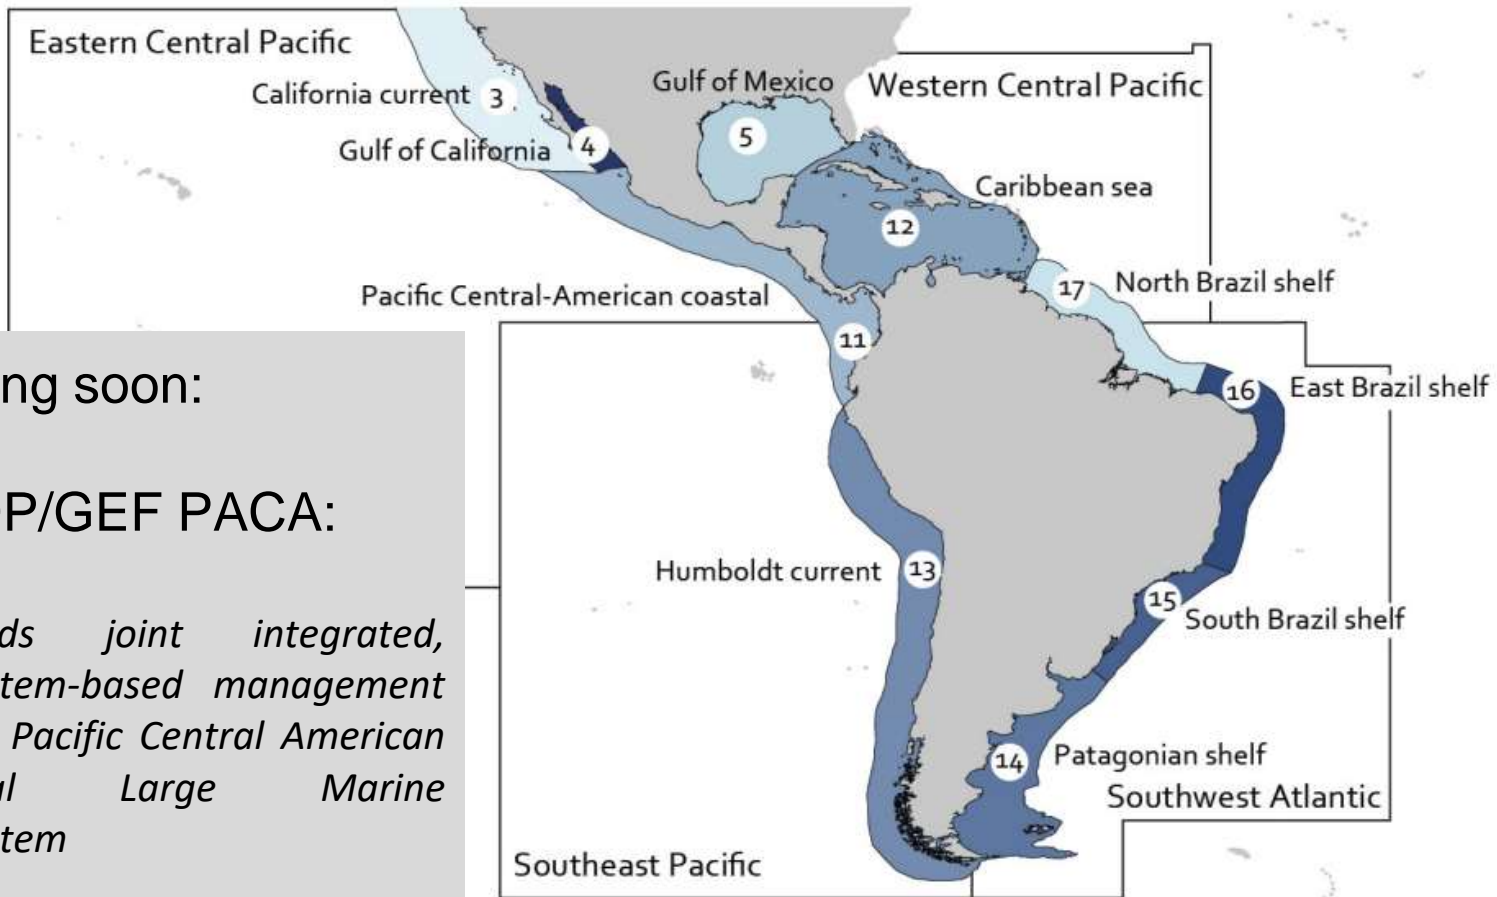 Eastern Central Pacific
California current
3
Gulf of California
4
Gulf of Mexico
5
Western Central Pacific
Caribbean sea
12
17
North Brazil shelf
Pacific Central-American coastal
11
16
East Brazil shelf
ng soon:
P/GEF PACA:
ds joint integrated,
tem-based management
Pacific Central American
al Large Marine
tem
Humboldt current
13
15
South Brazil shelf
14
Patagonian shelf
Southwest Atlantic
Southeast Pacific